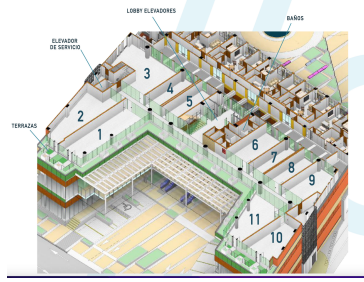 LOBBY ELEVADORES
BAÑOS
ELEVADOR
DE SERVICIO
TERRAZAS
3
4
5
2
1
6
7
8
9
11
10